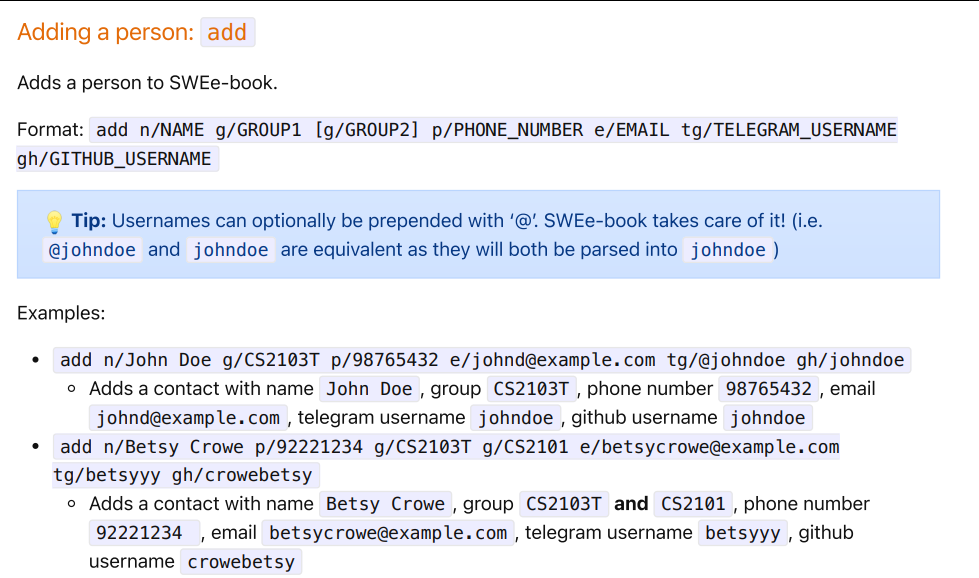 Adding a person: add
Adds a person to SWEe-book.
Format: add n/NAME g/GROUP1 [g/GROUP2] p/PHONE_NUMBER e/EMAIL tg/TELEGRAM_USERNAME
gh/GITHUB_USERNAME
💡 Tip: Usernames can optionally be prepended with ‘@’. SWEe-book takes care of it! (i.e.
@johndoe and johndoe are equivalent as they will both be parsed into johndoe )
Examples:
• add n/John Doe g/CS2103T p/98765432 e/johnd@example.com tg/@johndoe gh/johndoe
◦ Adds a contact with name John Doe , group CS2103T , phone number 98765432 , email
johnd@example.com , telegram username johndoe , github username johndoe
• add n/Betsy Crowe p/92221234 g/CS2103T g/CS2101 e/betsycrowe@example.com
tg/betsyyy gh/crowebetsy
◦ Adds a contact with name Betsy Crowe , group CS2103T and CS2101 , phone number
92221234 , email betsycrowe@example.com , telegram username betsyyy , github
username crowebetsy